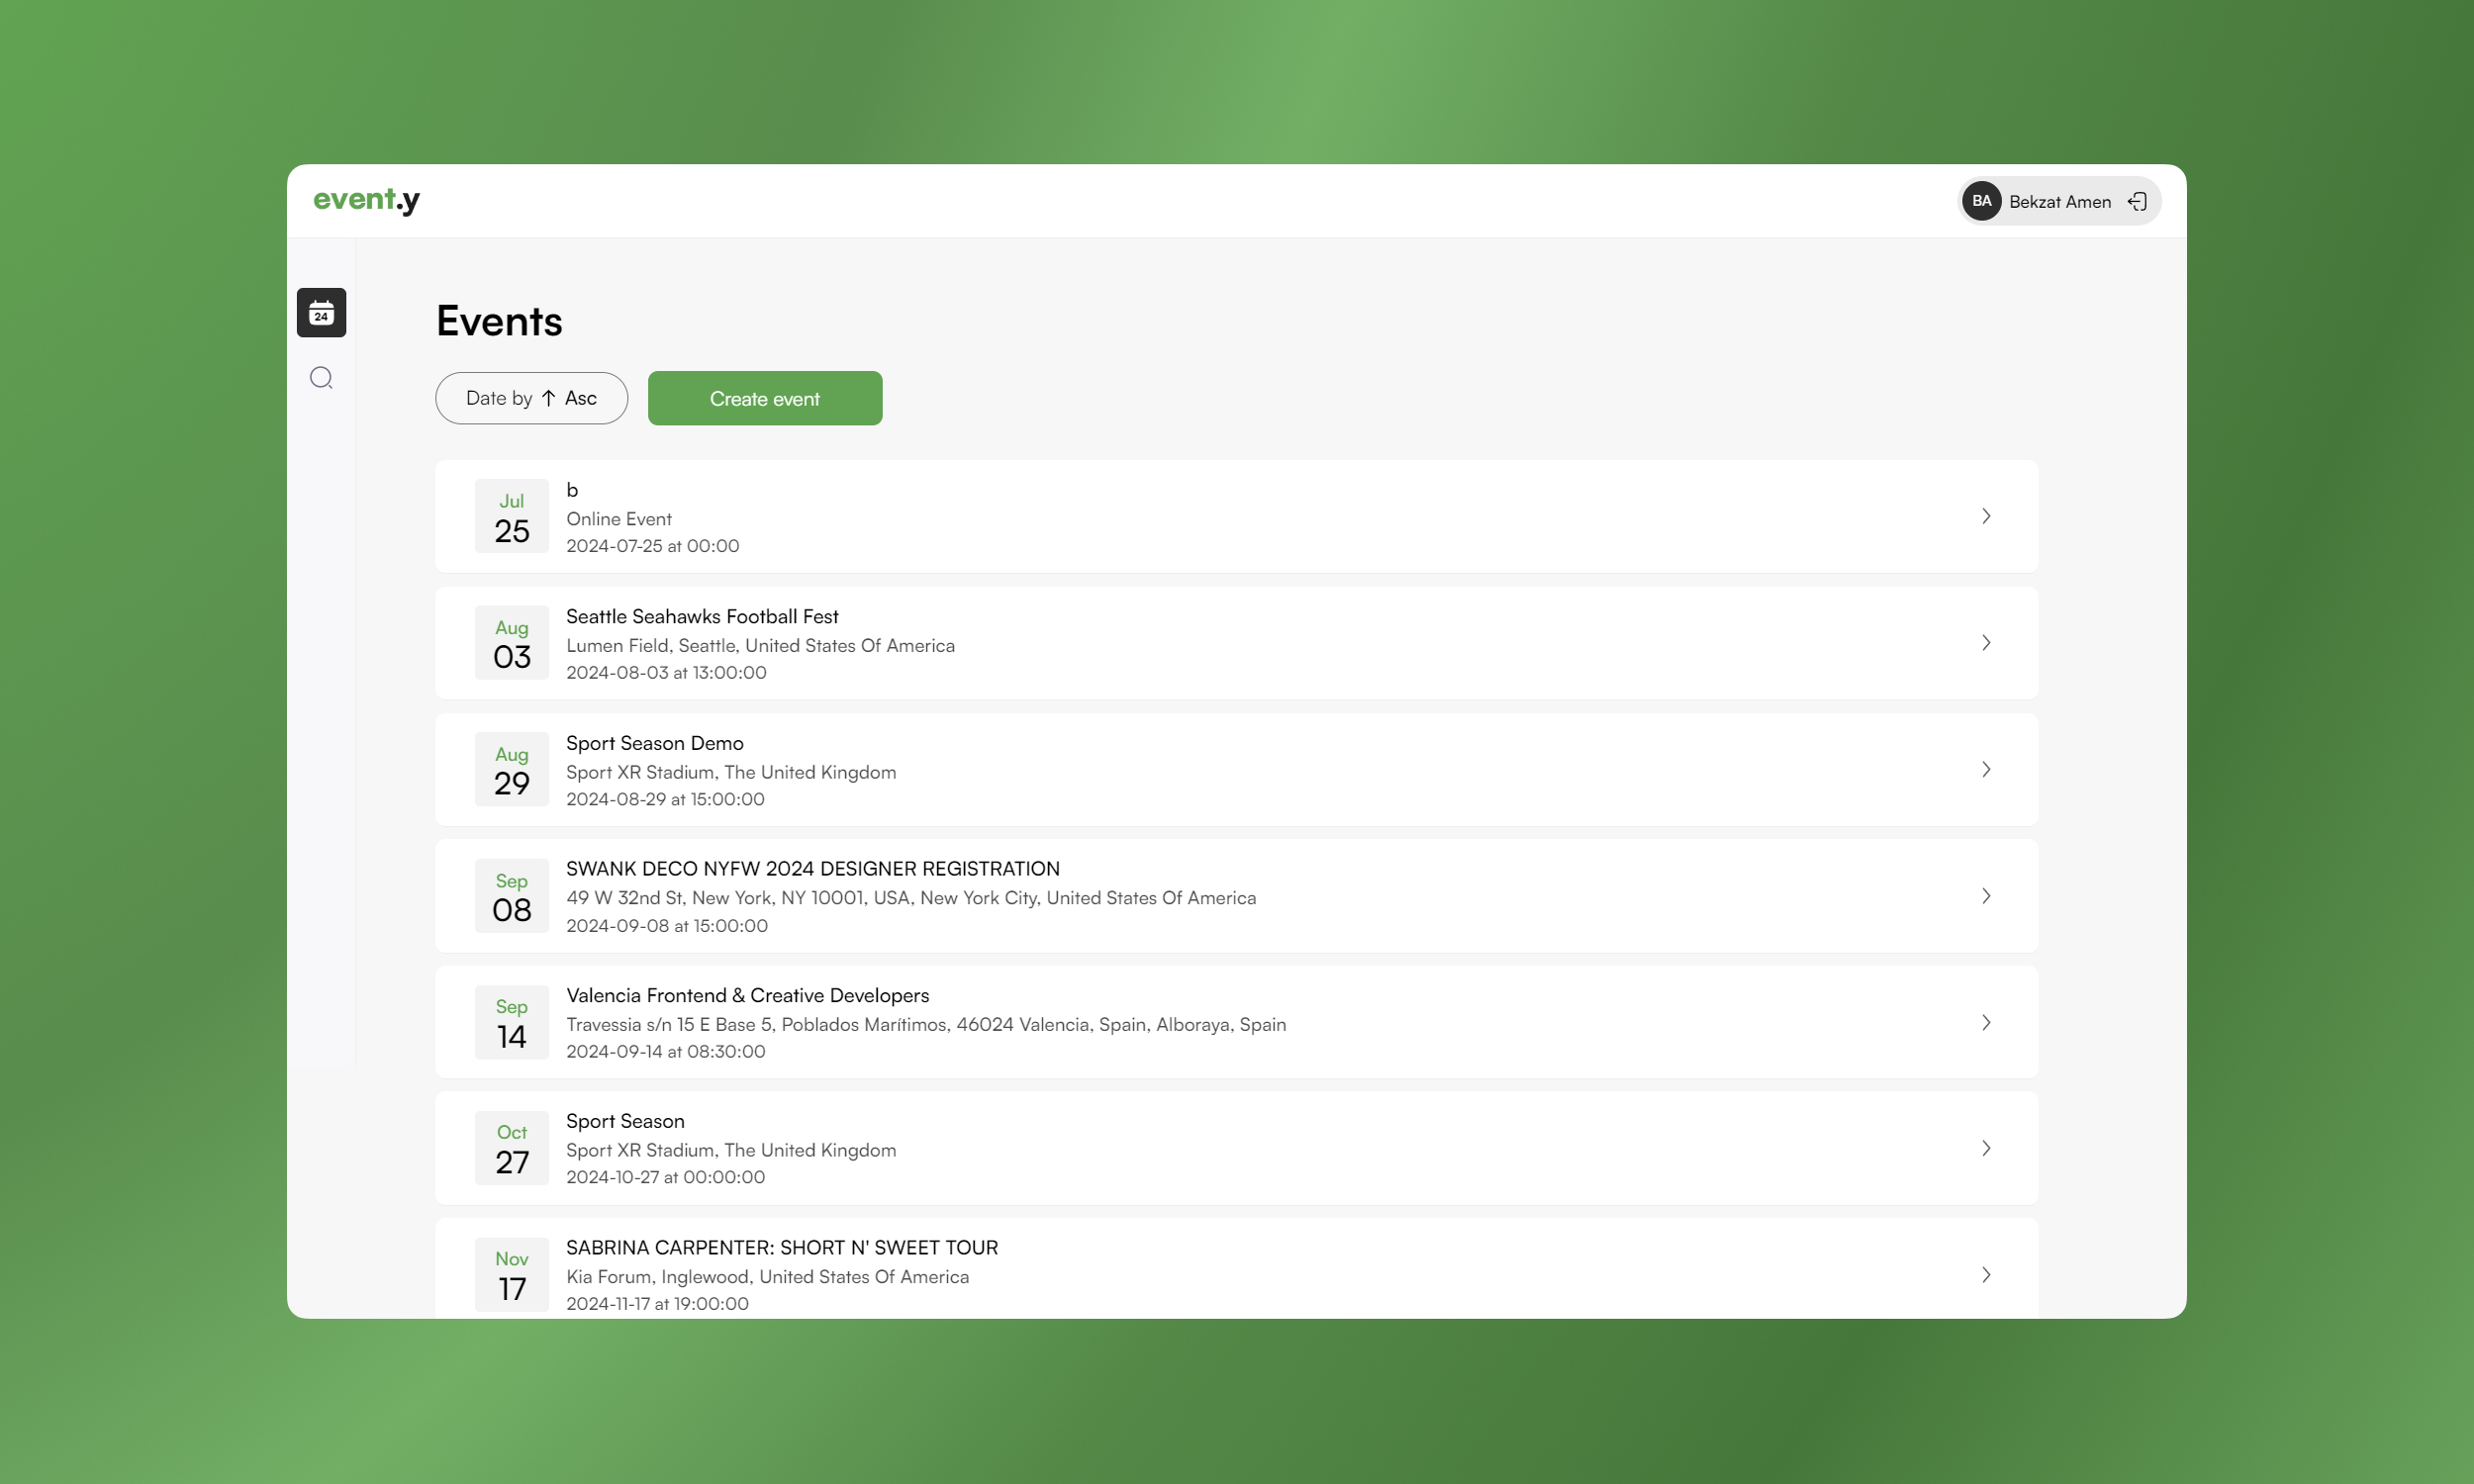 event.y
BA Bekzat Amen
24
Events
Date by ↑ Asc
Create event
Jul
25
b
Online Event
2024-07-25 at 00:00
Aug
03
Seattle Seahawks Football Fest
Lumen Field, Seattle, United States Of America
2024-08-03 at 13:00:00
Aug
29
Sport Season Demo
Sport XR Stadium, The United Kingdom
2024-08-29 at 15:00:00
Sep
08
SWANK DECO NYFW 2024 DESIGNER REGISTRATION
49 W 32nd St, New York, NY 10001, USA, New York City, United States Of America
2024-09-08 at 15:00:00
Sep
14
Valencia Frontend & Creative Developers
Travessia s/n 15 E Base 5, Poblados Marítimos, 46024 Valencia, Spain, Alboraya, Spain
2024-09-14 at 08:30:00
Oct
27
Sport Season
Sport XR Stadium, The United Kingdom
2024-10-27 at 00:00:00
Nov
17
SABRINA CARPENTER: SHORT N' SWEET TOUR
Kia Forum, Inglewood, United States Of America
2024-11-17 at 19:00:00